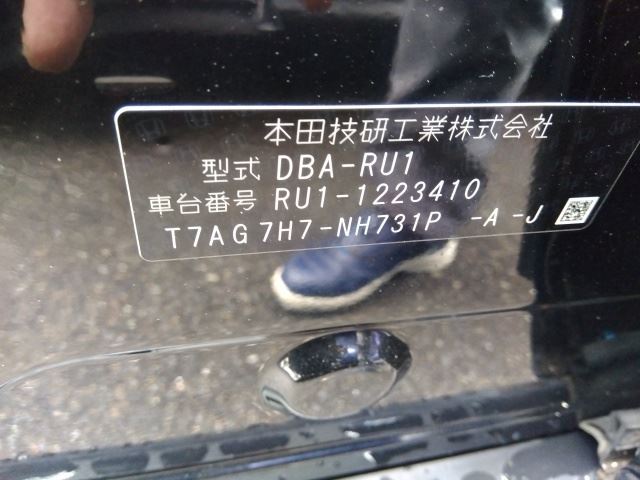 本田技研工業株式会社
型式 DBA-RU1
車台番号 RU1-1223410
T7AG 7H7-NH731P -A -J